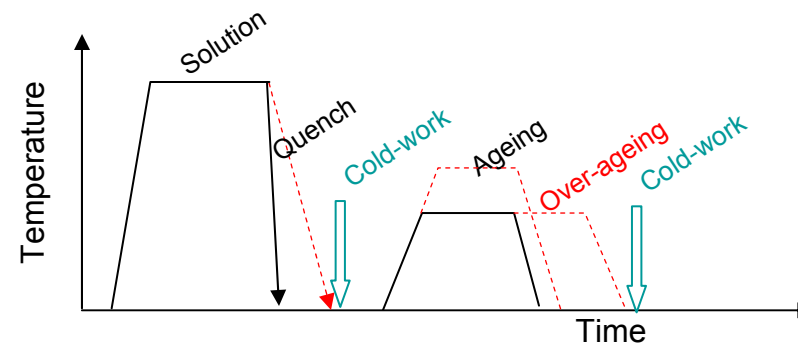 Solution
Quench
Cold-work
Ageing
Over-ageing
Cold-work
Temperature
Time